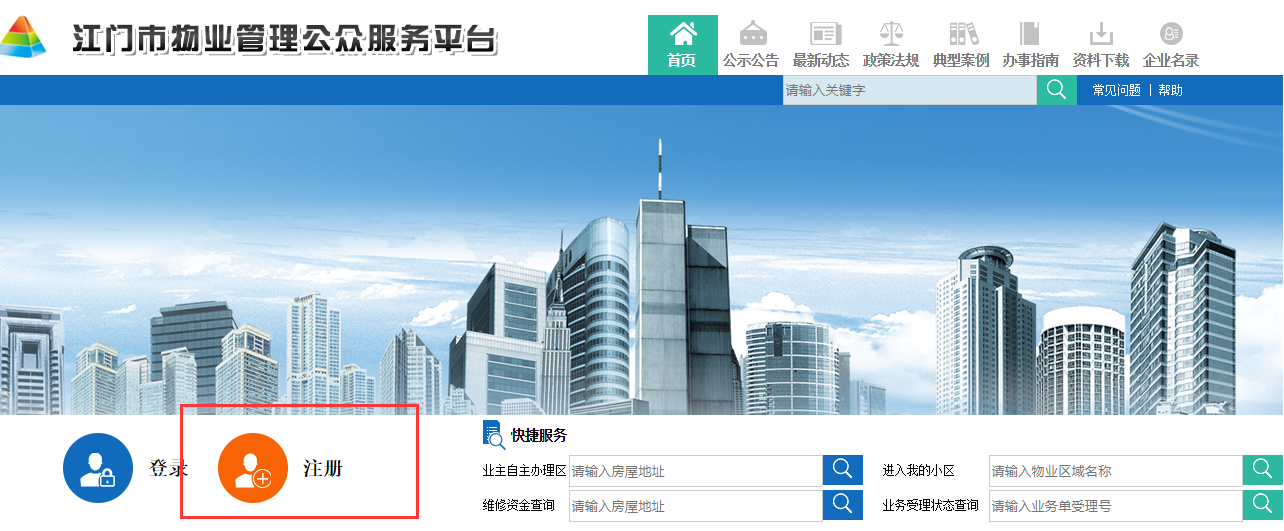 江门市物业管理公众服务平台
首页 公示公告 最新动态 政策法规 典型案例 办事指南 资料下载 企业名录
请输入关键字 常见问题 | 帮助
登录 注册
快捷服务
业主自主办理区 请输入房屋地址 进入我的小区 请输入物业区域名称
维修资金查询 请输入房屋地址 业务受理状态查询 请输入业务单受理号